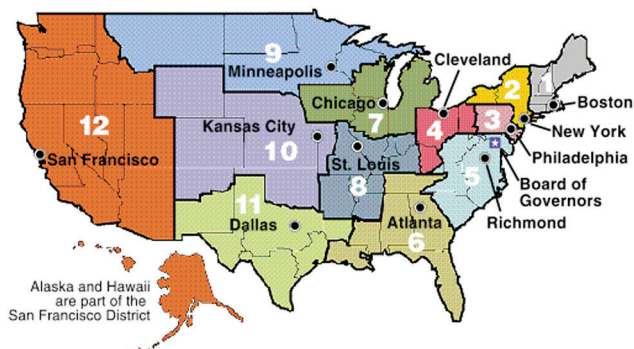 9
Minneapolis
Cleveland
2
1
Chicago
7
Boston
12
Kansas City
4
3
New York
San Francisco
10
St. Louis
Philadelphia
8
5
Board of
Governors
11
Dallas
Atlanta
6
Richmond
Alaska and Hawaii
are part of the
San Francisco District